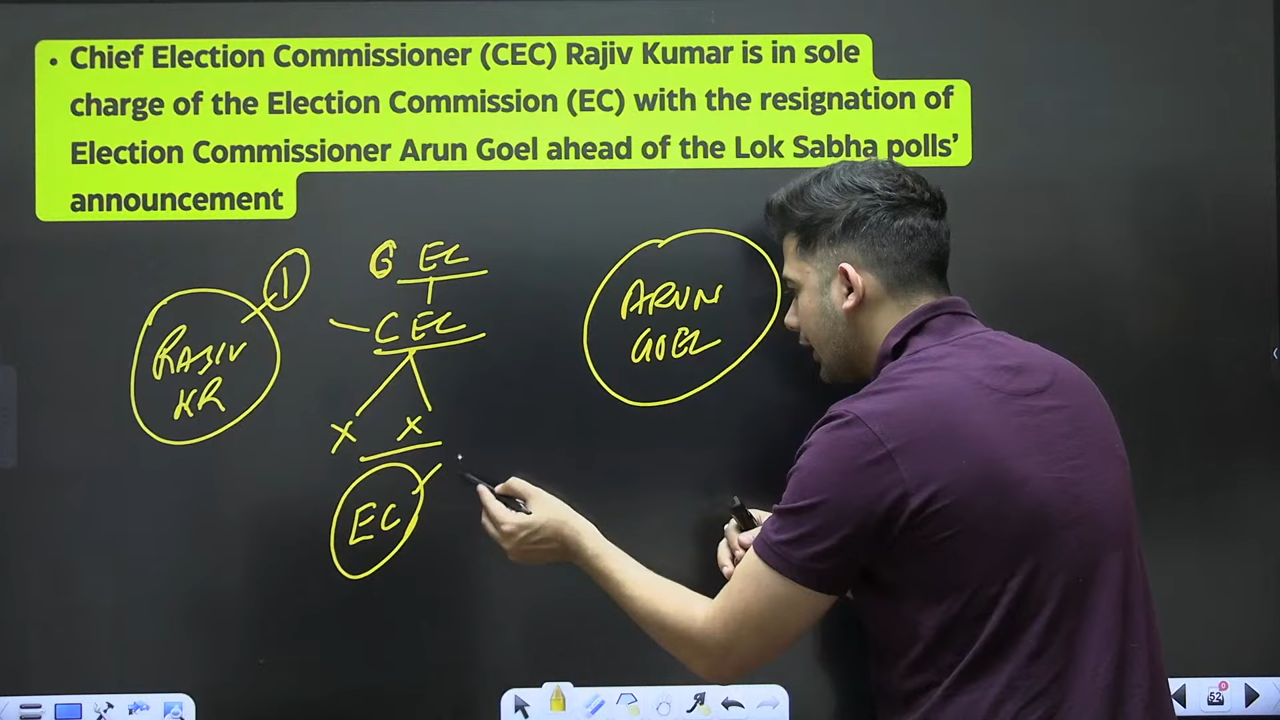 • Chief Election Commissioner (CEC) Rajiv Kumar is in sole
charge of the Election Commission (EC) with the resignation of
Election Commissioner Arun Goel ahead of the Lok Sabha polls’
announcement
1
RAJIV
KR
G EC
CEC
X X
EC
ARUN
GOEL
52
0